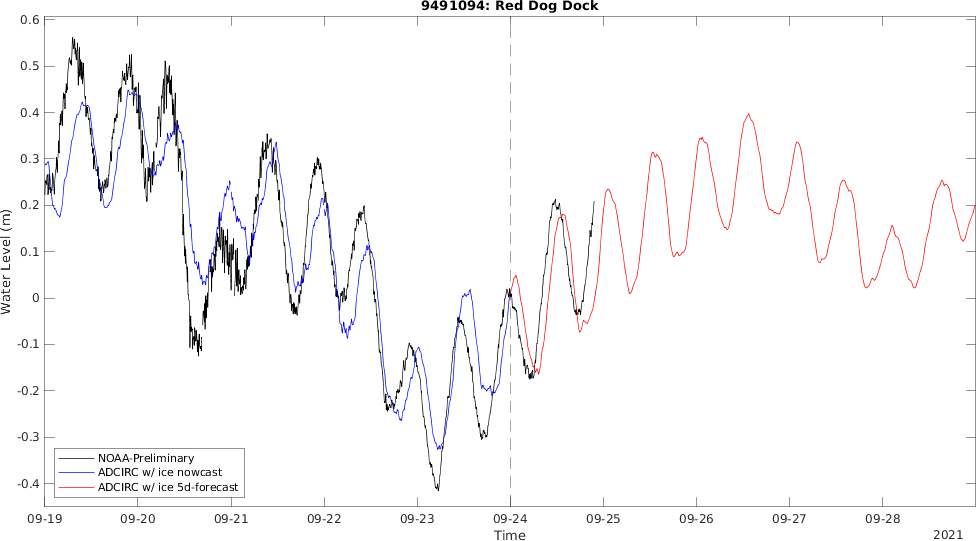 9491094: Red Dog Dock
0.6
0.5
0.4
0.3
0.2
0.1
0
-0.1
-0.2
-0.3
-0.4
Water Level (m)
NOAA-Preliminary
ADCIRC w/ ice nowcast
ADCIRC w/ ice 5d-forecast
09-19 09-20 09-21 09-22 09-23 09-24 09-25 09-26 09-27 09-28
Time
2021